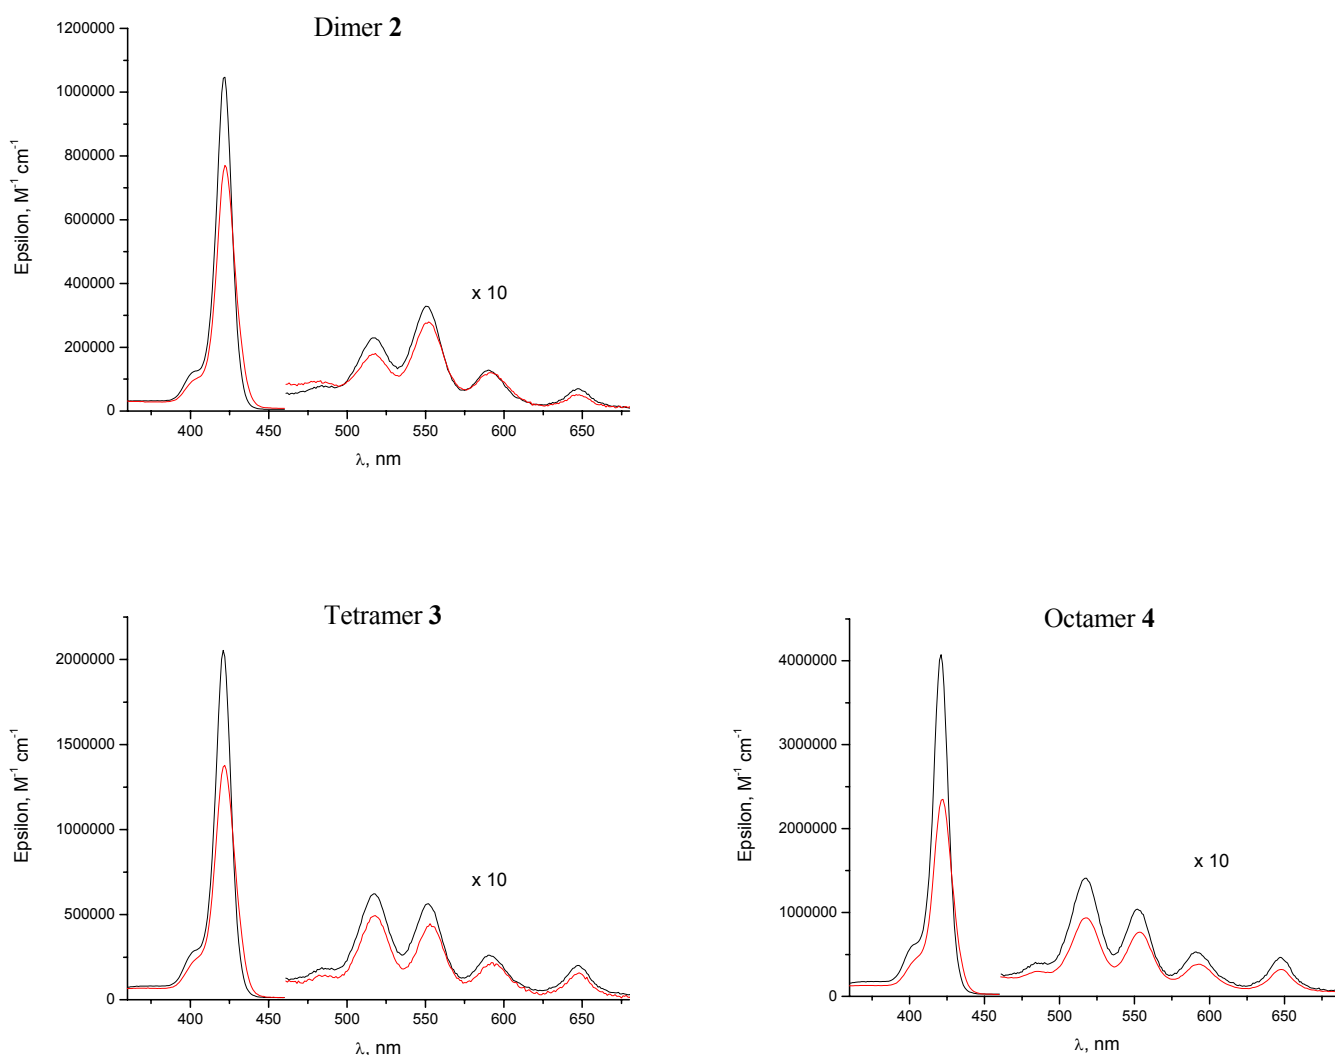 Dimer 2
1200000
1000000
800000
600000
400000
200000
0
Epsilon, M⁻¹ cm⁻¹
x 10
400 450 500 550 600 650
λ, nm
Tetramer 3
2000000
1500000
1000000
500000
0
Epsilon, M⁻¹ cm⁻¹
x 10
400 450 500 550 600 650
λ, nm
Octamer 4
4000000
3000000
2000000
1000000
0
Epsilon, M⁻¹ cm⁻¹
x 10
400 450 500 550 600 650
λ, nm